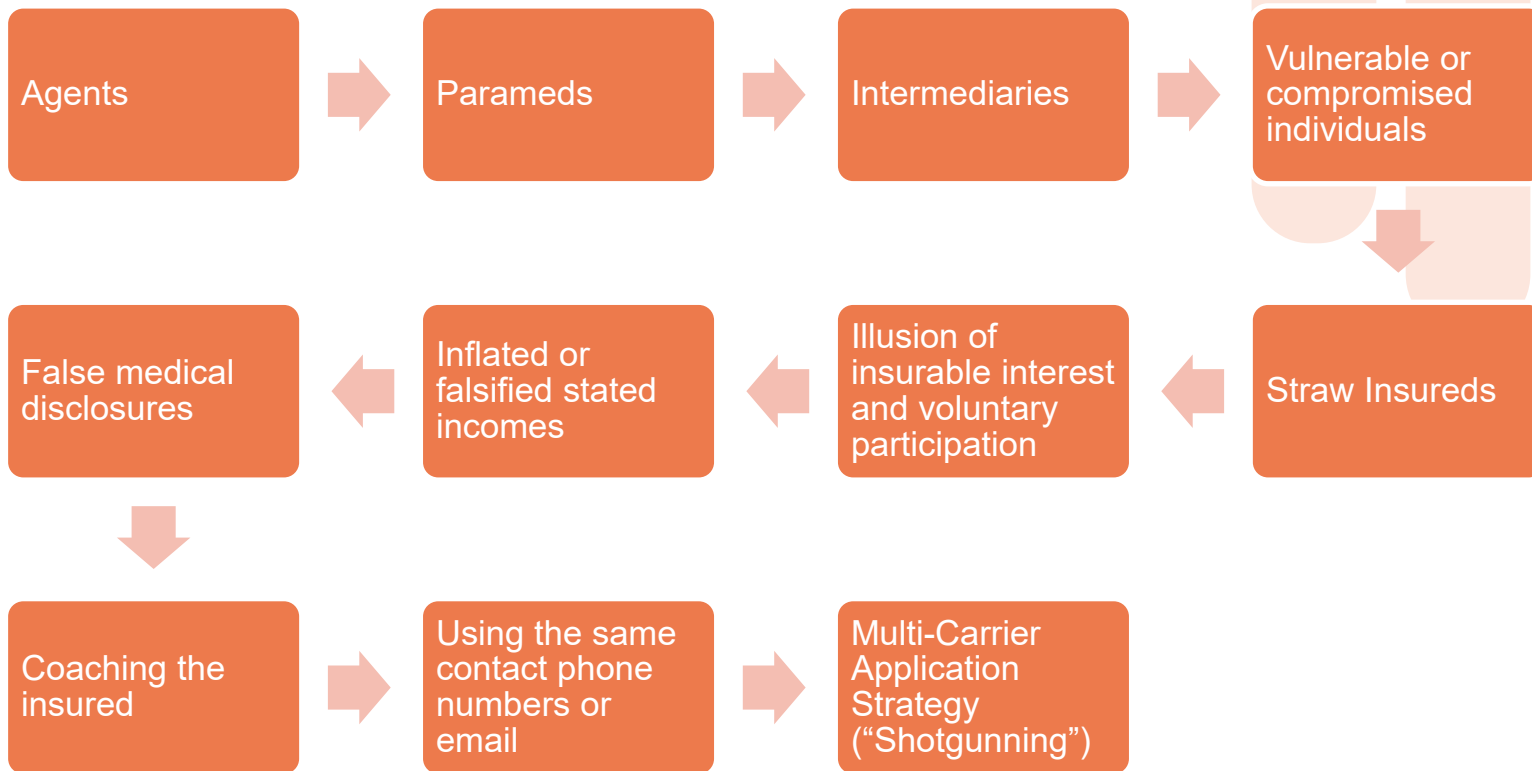 Agents
Parameds
Intermediaries
Vulnerable or
compromised
individuals
Straw Insureds
Illusion of
insurable interest
and voluntary
participation
Inflated or
falsified stated
incomes
False medical
disclosures
Coaching the
insured
Using the same
contact phone
numbers or
email
Multi-Carrier
Application
Strategy
(“Shotgunning”)